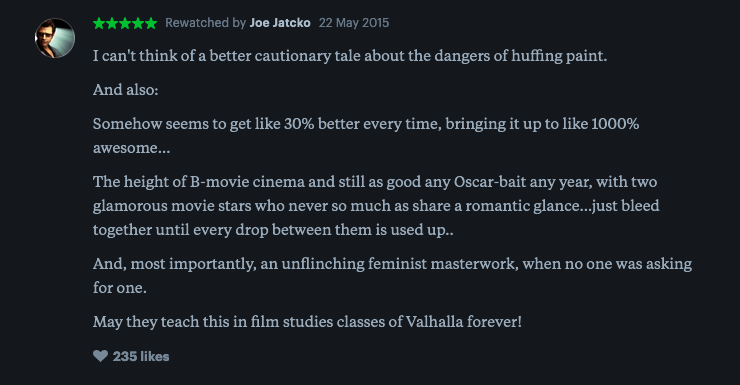 ★★★★★ Rewatched by Joe Jatcko 22 May 2015
I can't think of a better cautionary tale about the dangers of huffing paint.
And also:
Somehow seems to get like 30% better every time, bringing it up to like 1000%
awesome...
The height of B-movie cinema and still as good any Oscar-bait any year, with two
glamorous movie stars who never so much as share a romantic glance...just bleed
together until every drop between them is used up..
And, most importantly, an unflinching feminist masterwork, when no one was asking
for one.
May they teach this in film studies classes of Valhalla forever!
235 likes